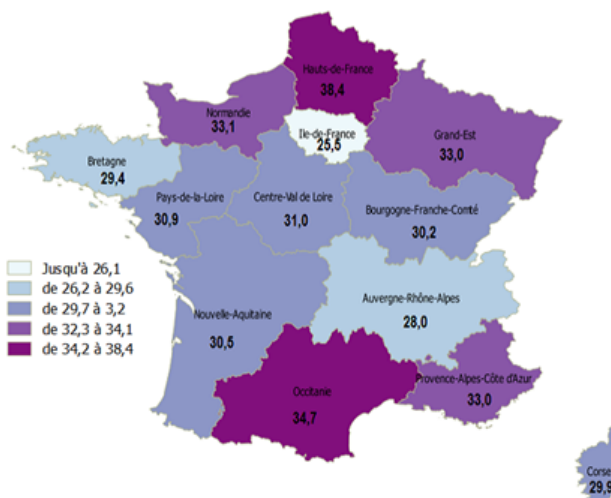 Hauts-de-France
38,4
Normandie
33,1
Ile-de-France
25,5
Grand-Est
33,0
Bretagne
29,4
Pays-de-la-Loire
30,9
Centre-Val de Loire
31,0
Bourgogne-Franche-Comté
30,2
Jusqu'à 26,1
de 26,2 à 29,6
de 29,7 à 3,2
de 32,3 à 34,1
de 34,2 à 38,4
Nouvelle-Aquitaine
30,5
Auvergne-Rhône-Alpes
28,0
Occitanie
34,7
Provence-Alpes-Côte d'Azur
33,0
Corse
29,9